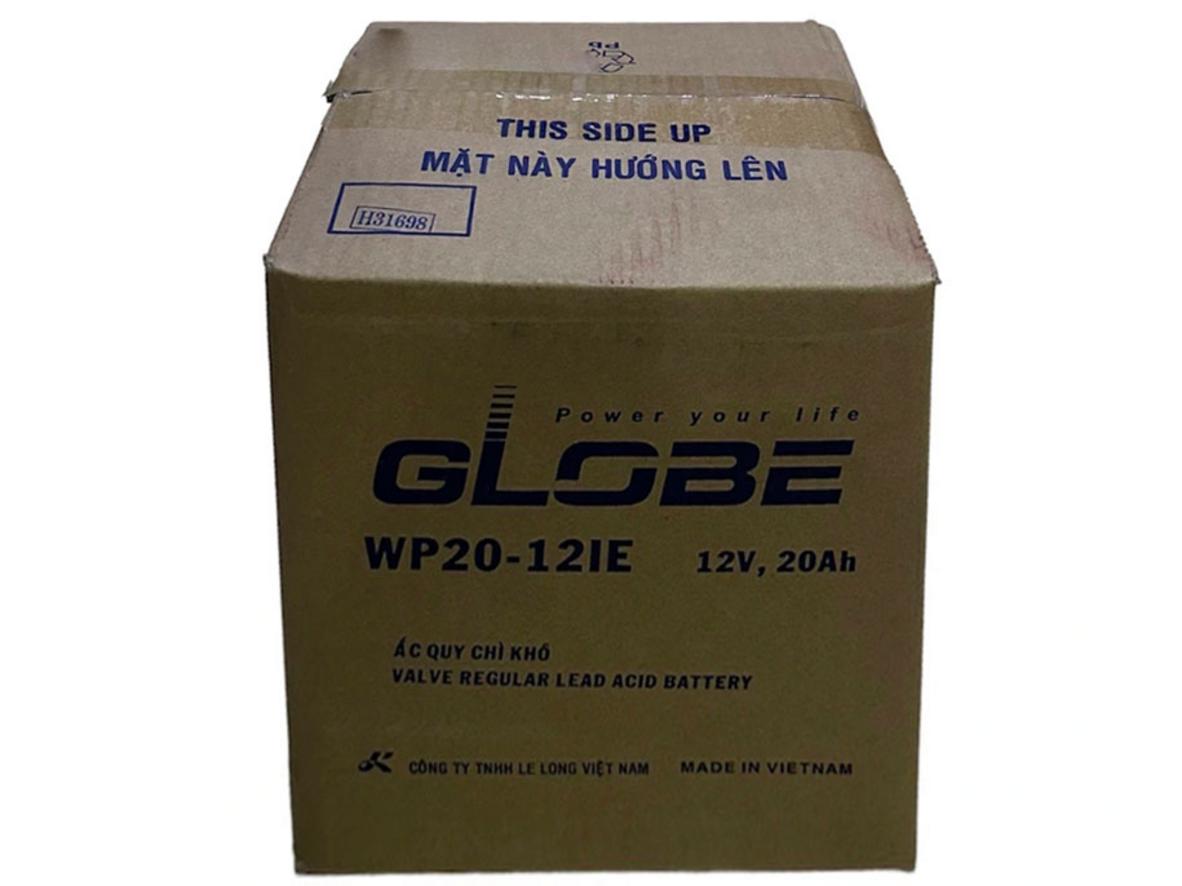 Pb
THIS SIDE UP
MẶT NÀY HƯỚNG LÊN
H31698
Power your life
GLOBE
WP20-12IE 12V, 20Ah
ẮC QUY CHÌ KHÔ
VALVE REGULAR LEAD ACID BATTERY
CÔNG TY TNHH LE LONG VIỆT NAM MADE IN VIETNAM